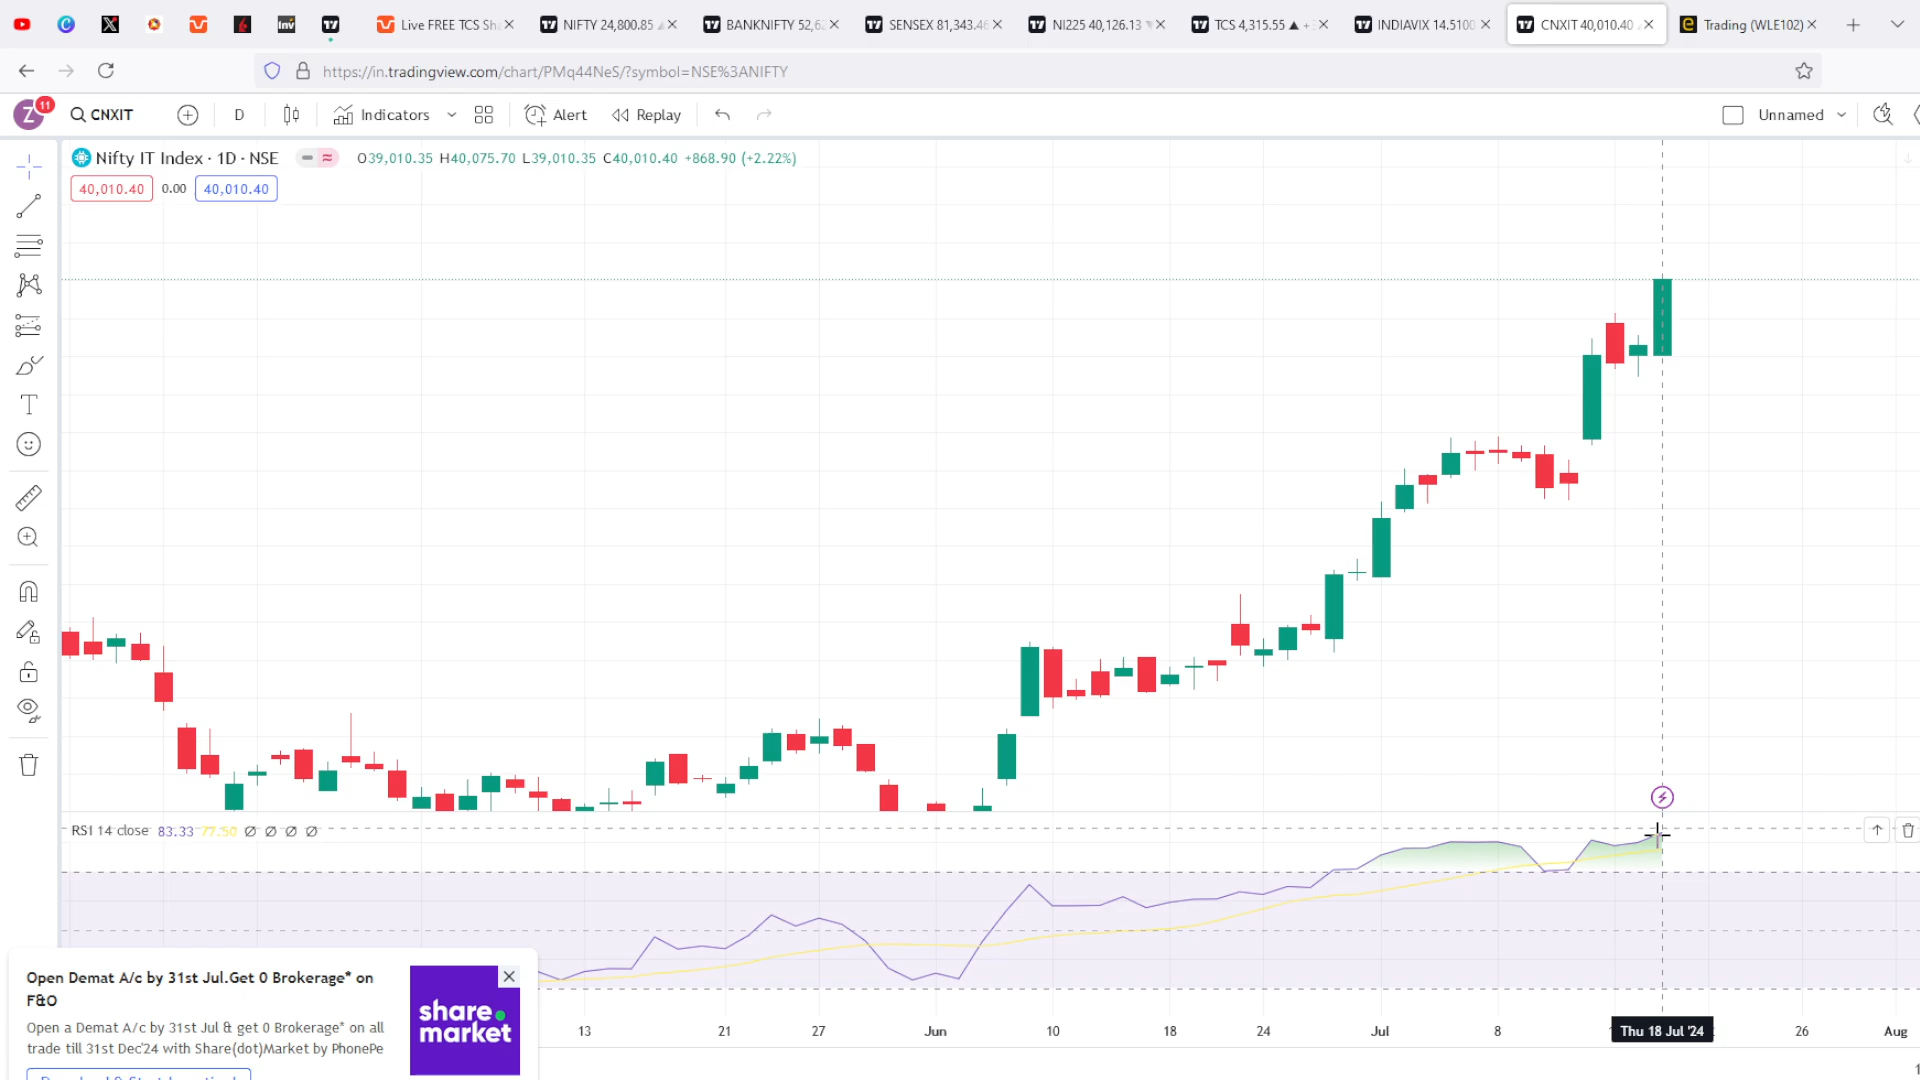 Live FREE TCS Sh
NIFTY 24,800.85
BANKNIFTY 52,6
SENSEX 81,343.46
NI225 40,126.13
TCS 4,315.55 ▲ +
INDIAVIX 14.5100
CNXIT 40,010.40
Trading (WLE102)
https://in.tradingview.com/chart/PMq44NeS/?symbol=NSE%3ANIFTY
Z 11
CNXIT
D
Indicators
Alert
Replay
Unnamed
Nifty IT Index · 1D · NSE
O39,010.35 H40,075.70 L39,010.35 C40,010.40 +868.90 (+2.22%)
40,010.40 0.00 40,010.40
RSI 14 close 83.33 77.50 Ø Ø Ø Ø
Open Demat A/c by 31st Jul.Get 0 Brokerage* on
F&O
Open a Demat A/c by 31st Jul & get 0 Brokerage* on all
trade till 31st Dec'24 with Share(dot)Market by PhonePe
share.
market
13 21 27 Jun 10 18 24 Jul 8 Thu 18 Jul '24 26 Aug